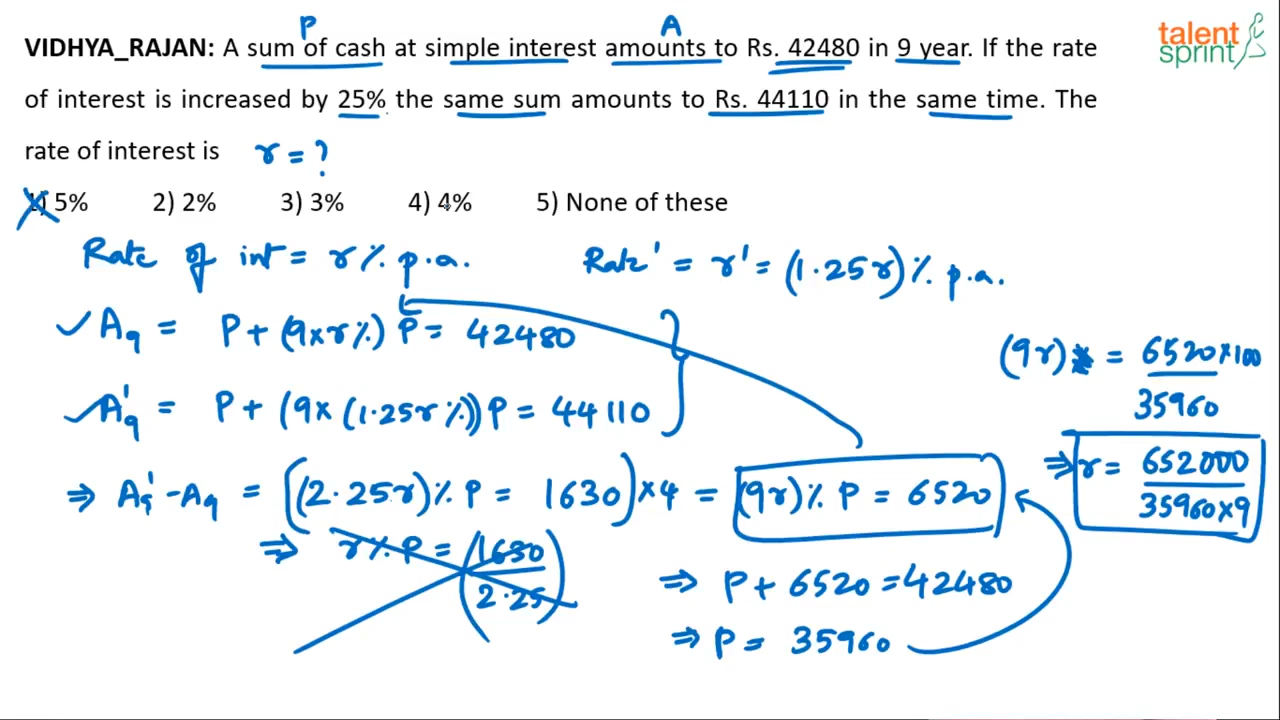 P
A
talent
sprint
VIDHYA_RAJAN: A sum of cash at simple interest amounts to Rs. 42480 in 9 year. If the rate
of interest is increased by 25% the same sum amounts to Rs. 44110 in the same time. The
rate of interest is r = ?
1) 5% 2) 2% 3) 3% 4) 4% 5) None of these
Rate of int = r% p.a. Rate' = r' = (1.25r)% p.a.
A9 = P + (9×r%) P = 42480
(9r) = 6520×100
35960
A'9 = P + (9×(1.25r%))P = 44110
⇒ r = 652000
35960×9
⇒ A'9 - A9 = ((2.25r)% P = 1630)×4 = (9r)% P = 6520
⇒ r% P = (1630
2.25)
⇒ P + 6520 = 42480
⇒ P = 35960